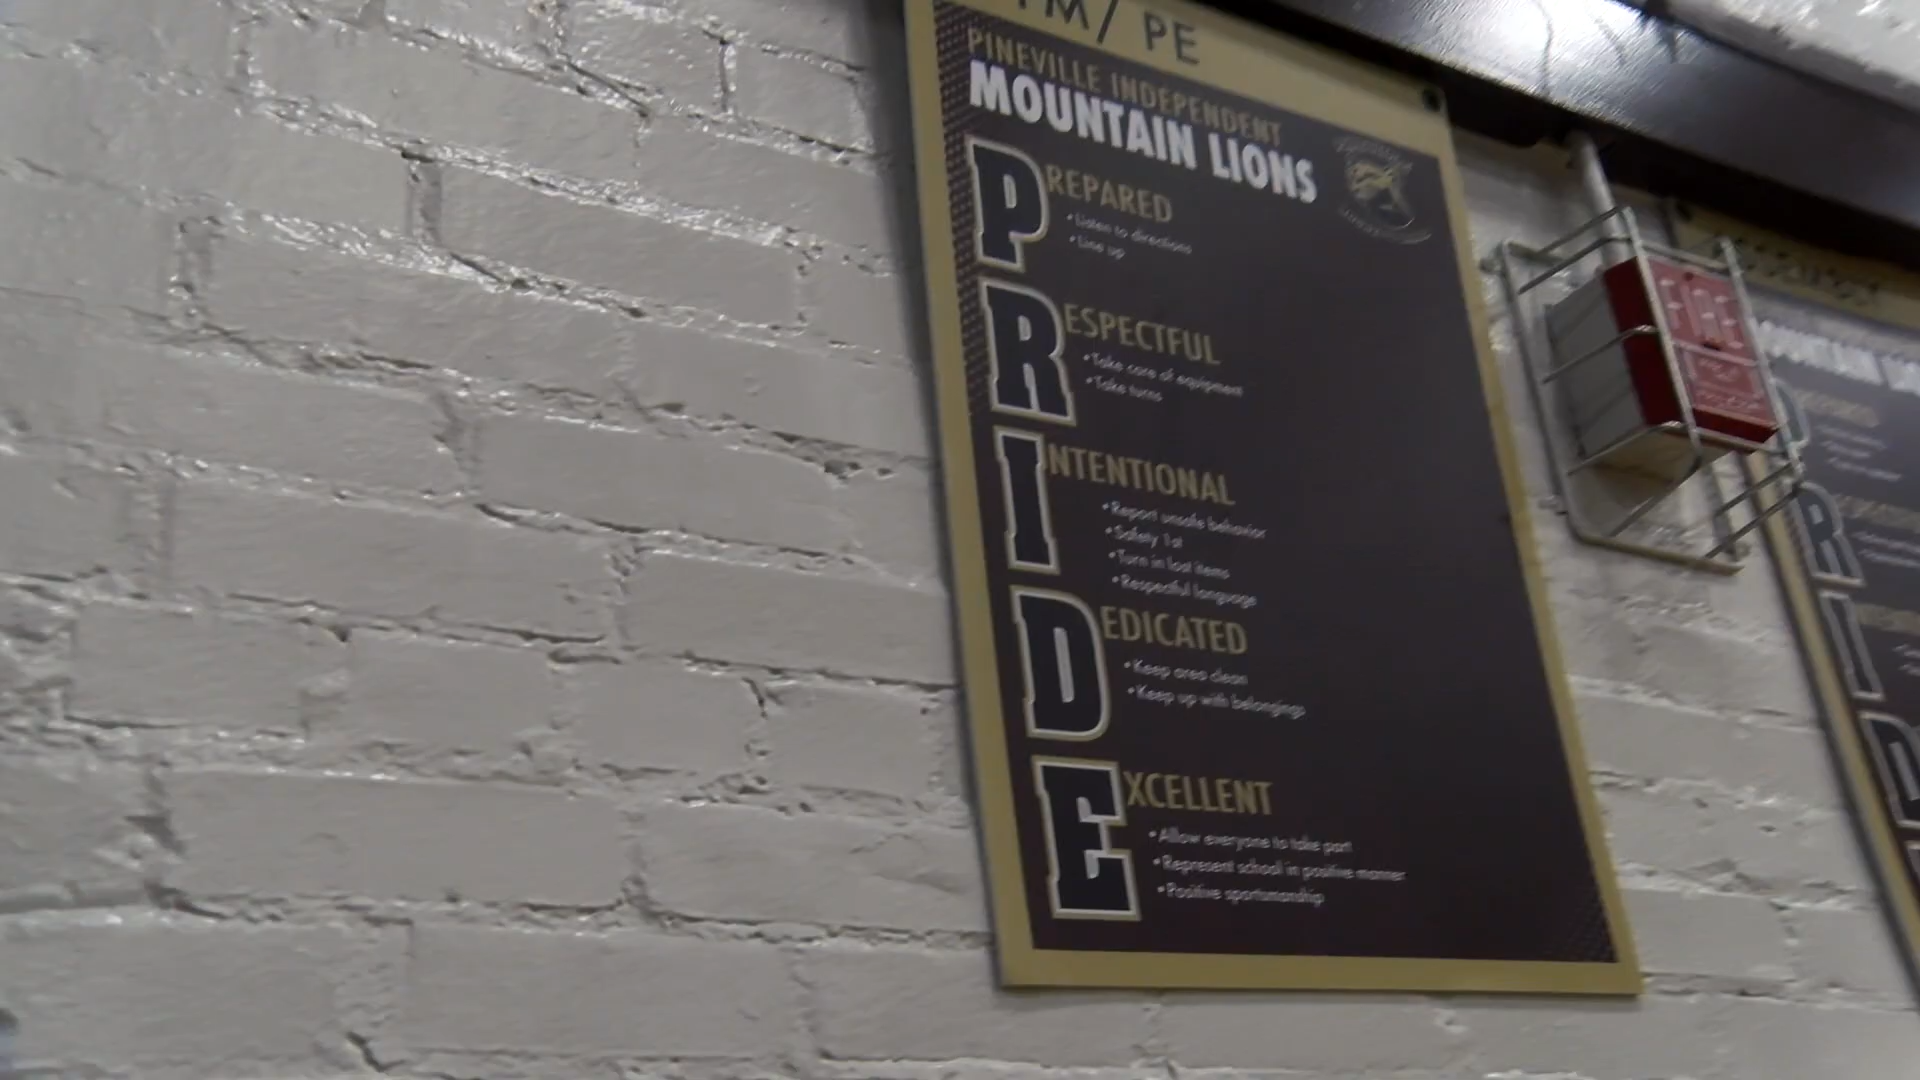 PE
PINEVILLE INDEPENDENT
MOUNTAIN LIONS
PREPARED
•Listen to directions
•Line up
RESPECTFUL
•Take care of equipment
•Take turns
INTENTIONAL
•Report unsafe behavior
•Safety 1st
•Turn in lost items
•Respectful language
DEDICATED
•Keep area clean
•Keep up with belongings
EXCELLENT
•Allow everyone to take part
•Represent school in positive manner
•Positive sportsmanship
FIRE
MOUNTAIN
R
I
D